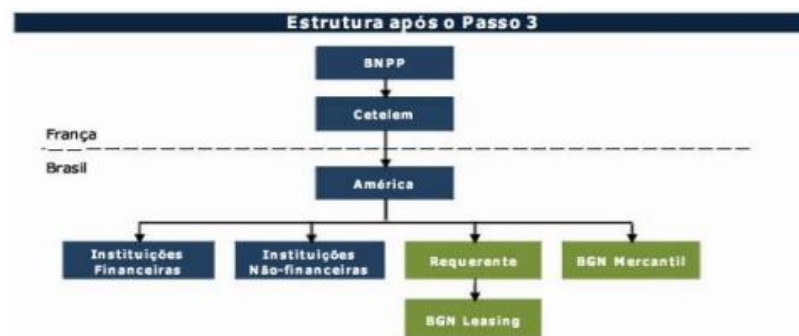 Estrutura após o Passo 3
BNPP
Cetelem
França
Brasil
América
Instituições
Financeiras
Instituições
Não-financeiras
Requerente
BGN Mercantil
BGN Leasing